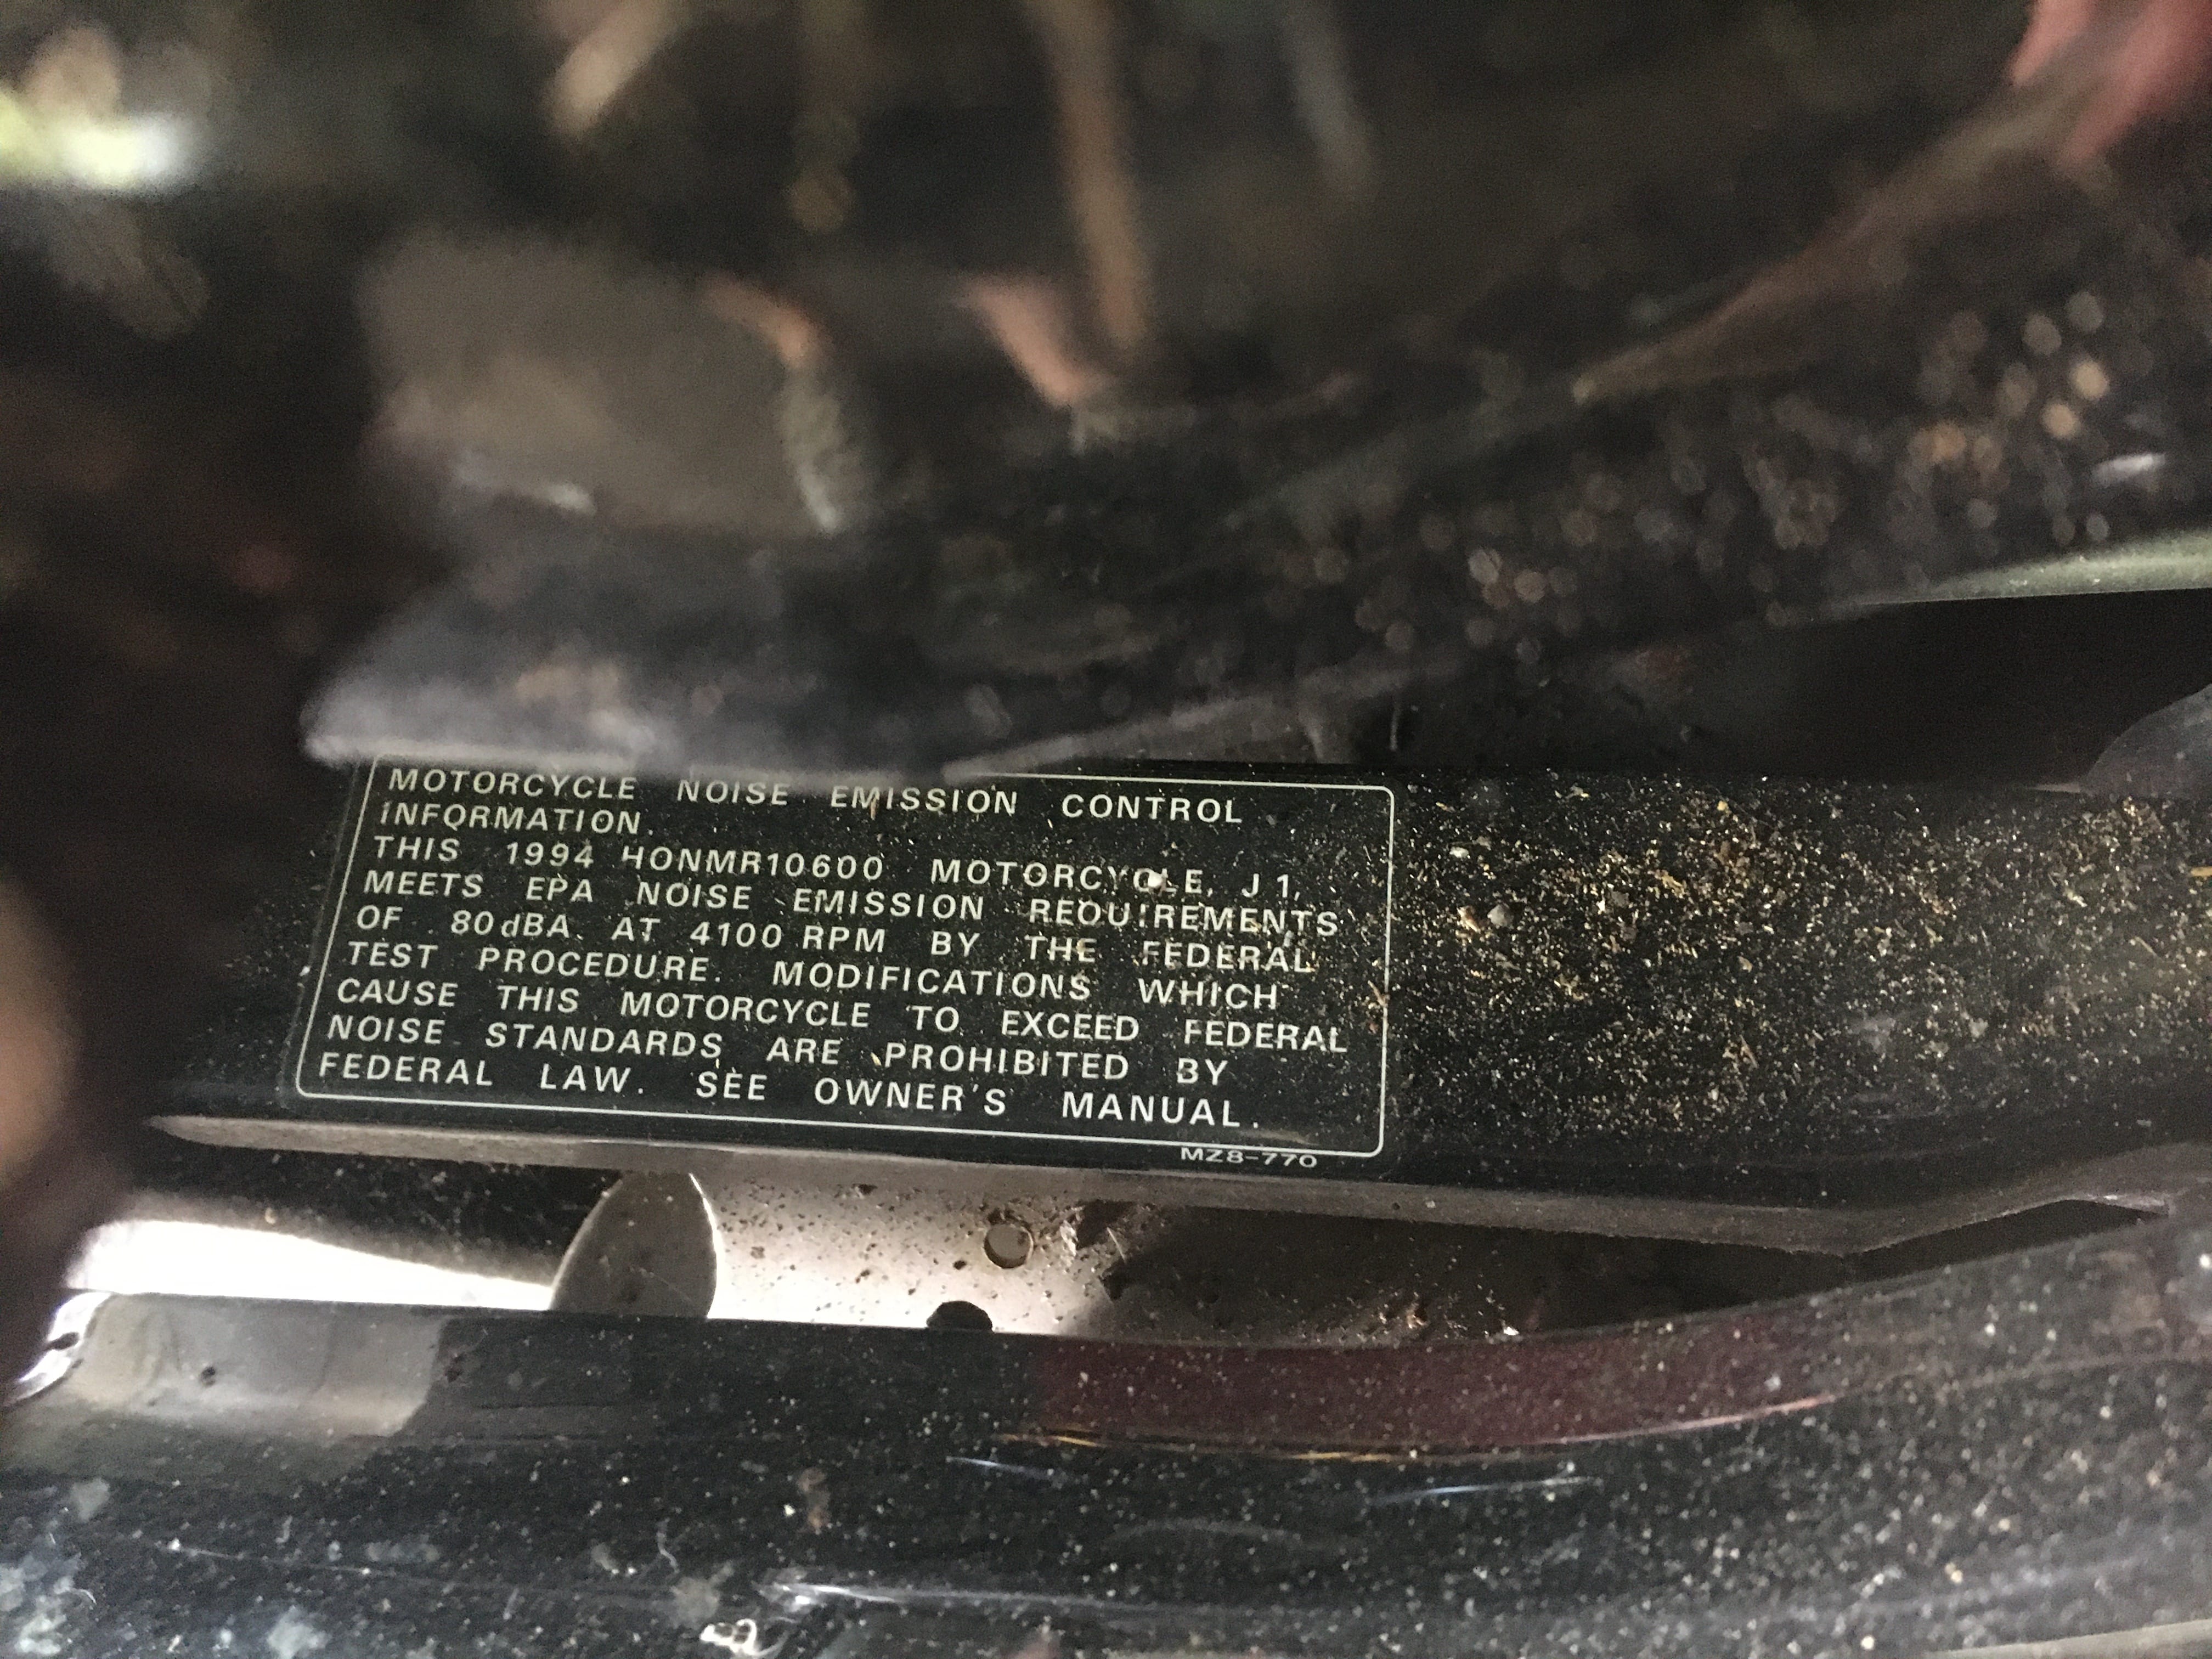 MOTORCYCLE NOISE EMISSION CONTROL
INFORMATION.
THIS 1994 HONMR10600 MOTORCYCLE, J1,
MEETS EPA NOISE EMISSION REQUIREMENTS
OF 80dBA AT 4100 RPM BY THE FEDERAL
TEST PROCEDURE. MODIFICATIONS WHICH
CAUSE THIS MOTORCYCLE TO EXCEED FEDERAL
NOISE STANDARDS ARE PROHIBITED BY
FEDERAL LAW. SEE OWNER'S MANUAL.
MZ8-770